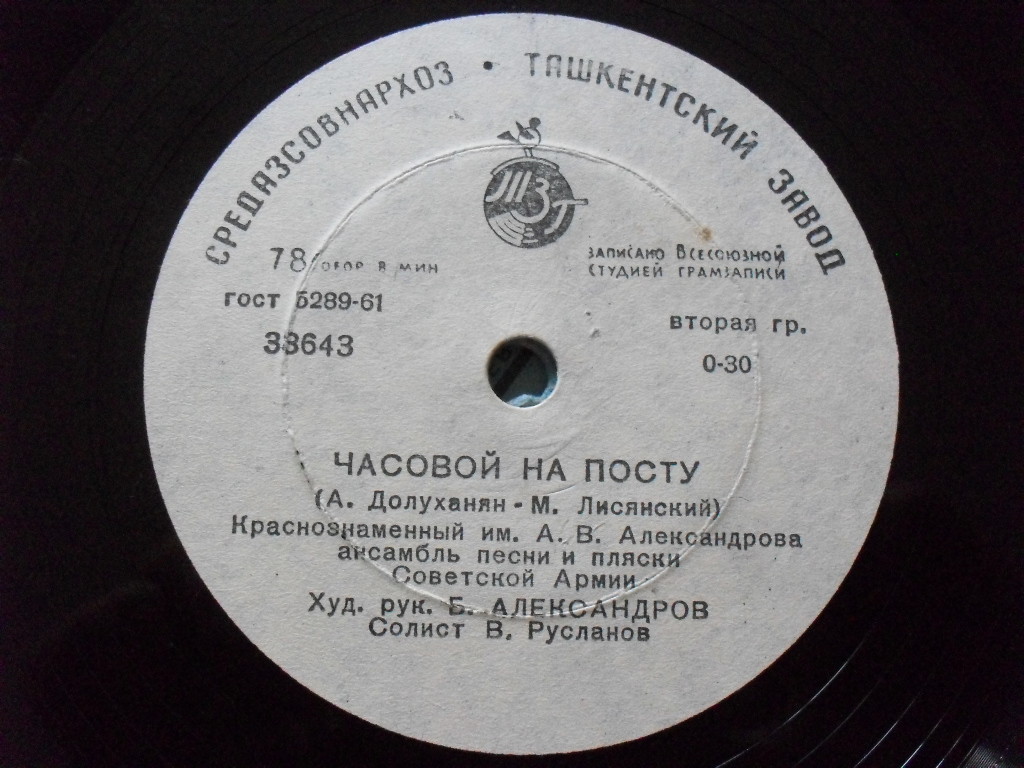 СРЕДАЗСОВНАРХОЗ • ТАШКЕНТСКИЙ ЗАВОД
ТЗГ
78 ОБОР В МИН
ЗАПИСАНО ВСЕСОЮЗНОЙ
СТУДИЕЙ ГРАМЗАПИСИ
ГОСТ 5289-61
33643
вторая гр.
0-30
ЧАСОВОЙ НА ПОСТУ
(А. Долуханян - М. Лисянский)
Краснознаменный им. А. В. Александрова
ансамбль песни и пляски
Советской Армии
Худ. рук. Б. АЛЕКСАНДРОВ
Солист В. Русланов